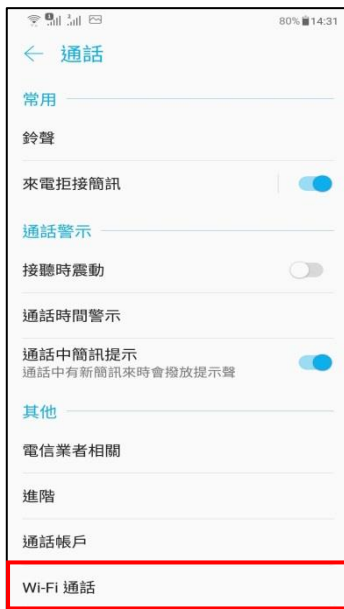 80% 14:31
← 通話
常用
鈴聲
來電拒接簡訊
通話警示
接聽時震動
通話時間警示
通話中簡訊提示
通話中有新簡訊來時會撥放提示聲
其他
電信業者相關
進階
通話帳戶
Wi-Fi 通話